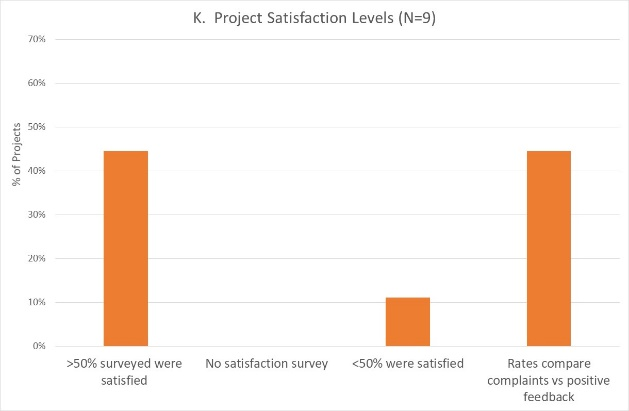 K. Project Satisfaction Levels (N=9)
70%
60%
50%
40%
30%
20%
10%
0%
% of Projects
>50% surveyed were
satisfied
No satisfaction survey
<50% were satisfied
Rates compare
complaints vs positive
feedback